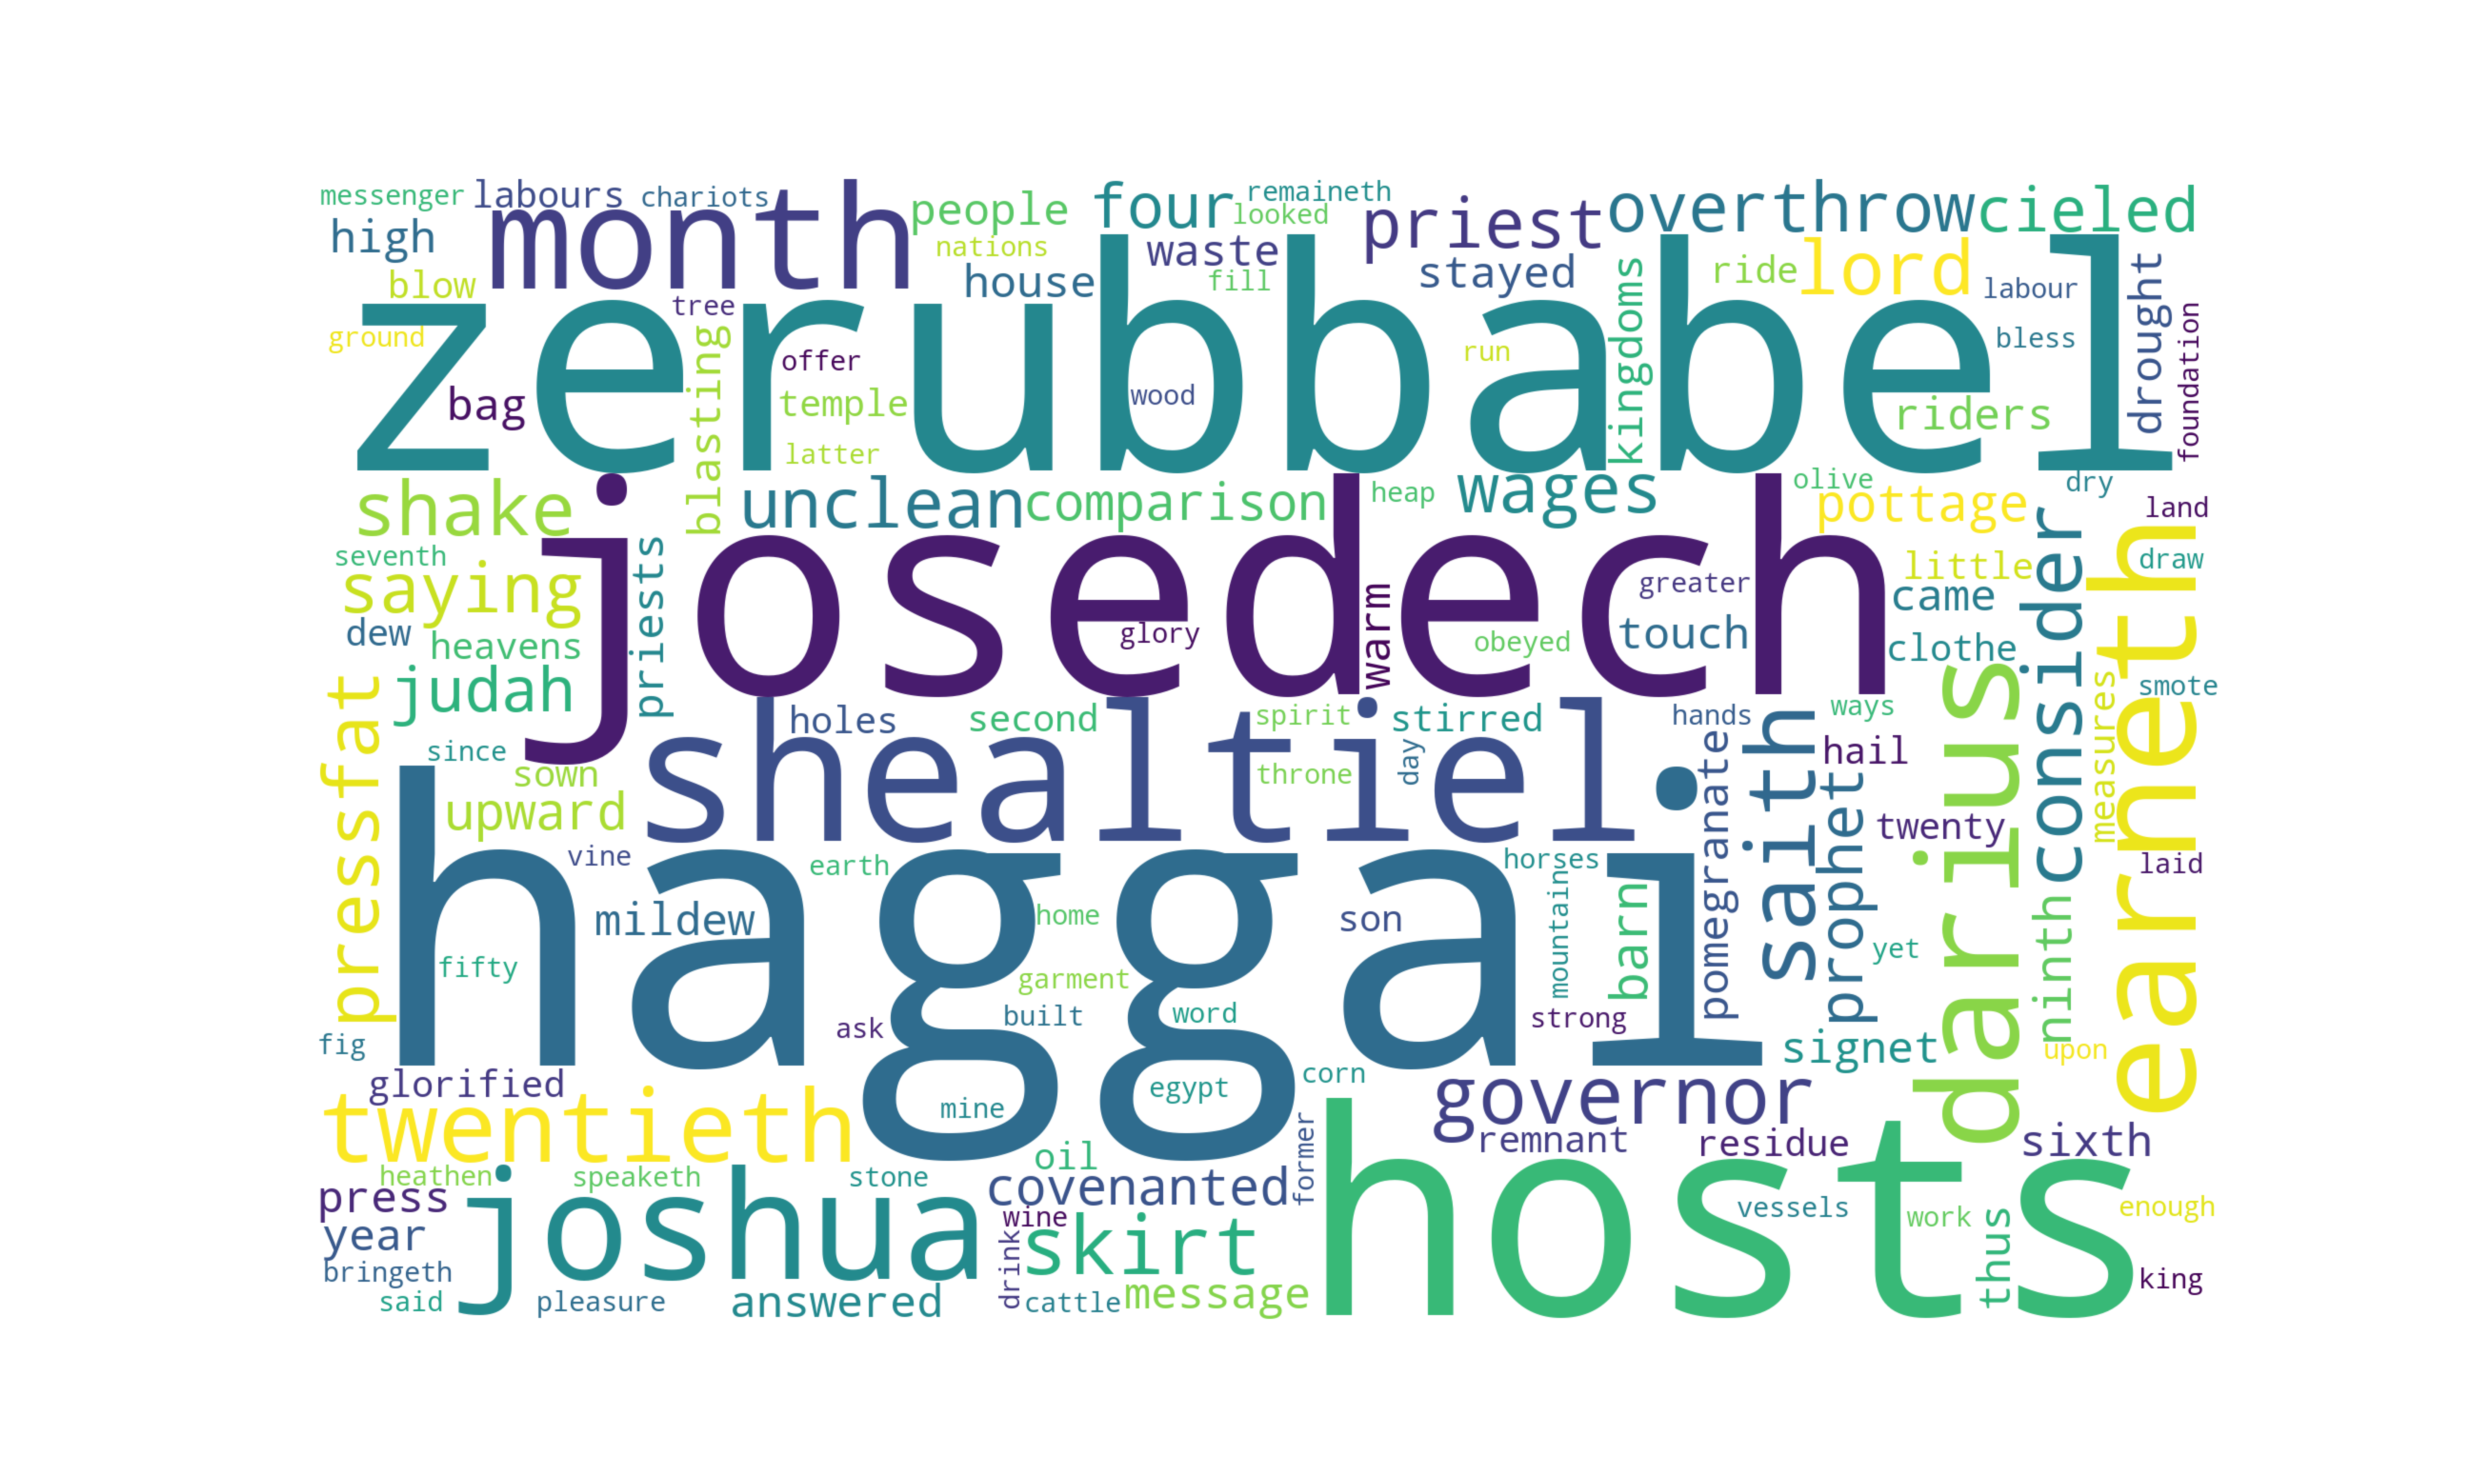 messenger labours chariots people four remaineth priest overthrow cieled
high month nations waste looked stayed ride lord labour drought
blow house fill kingdoms
ground tree zerubbabel run bless foundation
blasting offer
bag temple wood riders
latter
shake unclean comparison heap wages olive pottage dry land
seventh josedech little draw
saying priests warm greater came consider earneth
dew heavens glory obeyed touch clothe
judah smote
pressfat holes second spirit stirred hands ways measures
since shealtiel day saith hail darius
sown throne pomegranate prophet
upward twenty
vine earth horses laid
haggai
mildew home son mountain barn ninth
fifty garment yet
ask built word strong
fig signet upon
glorified corn governor
twentieth mine egypt
oil former remnant residue sixth
heathen speaketh stone covenanted hosts
press joshua wine vessels work enough
year drink skirt thus
bringeth king
said pleasure answered cattle message